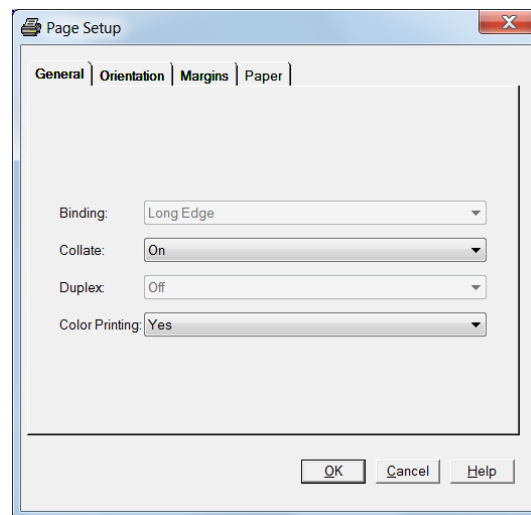 Page Setup
General Orientation Margins Paper
Binding: Long Edge
Collate: On
Duplex: Off
Color Printing: Yes
OK Cancel Help